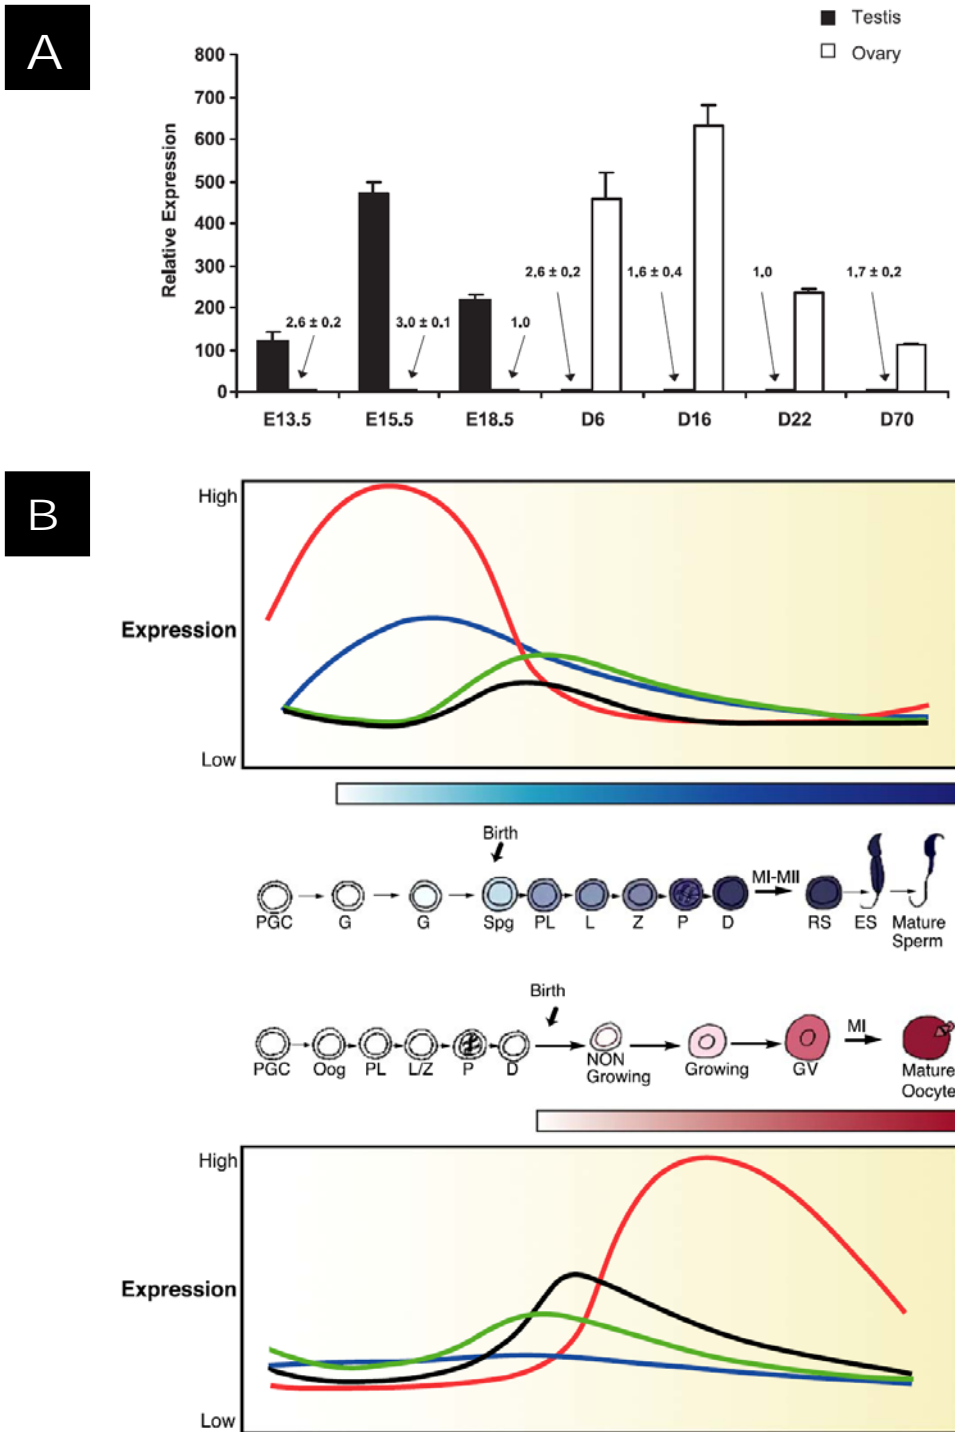 A
Testis
Ovary
Relative Expression
800
700
600
500
400
300
200
100
0
2.6 ± 0.2
3.0 ± 0.1
1.0
2.6 ± 0.2
1.6 ± 0.4
1.0
1.7 ± 0.2
E13.5 E15.5 E18.5 D6 D16 D22 D70
B
High
Expression
Low
Birth
MI-MII
PGC G G Spg PL L Z P D RS ES Mature
Sperm
Birth
MI
PGC Oog PL L/Z P D NON
Growing Growing GV Mature
Oocyte
High
Expression
Low